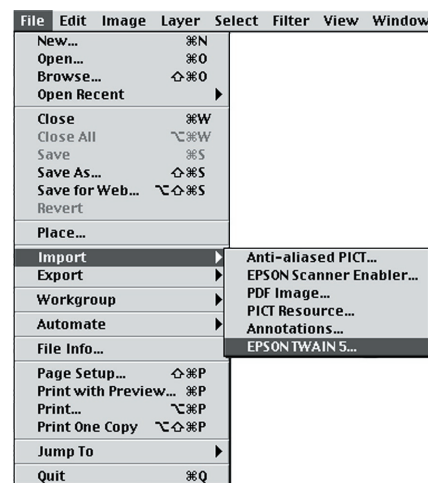 File Edit Image Layer Select Filter View Window
New... ⌘N
Open... ⌘O
Browse... ⇧⌘O
Open Recent
Close ⌘W
Close All ⌥⌘W
Save ⌘S
Save As... ⇧⌘S
Save for Web... ⌥⇧⌘S
Revert
Place...
Import
Export
Workgroup
Automate
File Info...
Page Setup... ⇧⌘P
Print with Preview... ⌘P
Print... ⌥⌘P
Print One Copy ⌥⇧⌘P
Jump To
Quit ⌘Q
Anti-aliased PICT...
EPSON Scanner Enabler...
PDF Image...
PICT Resource...
Annotations...
EPSON TWAIN 5...